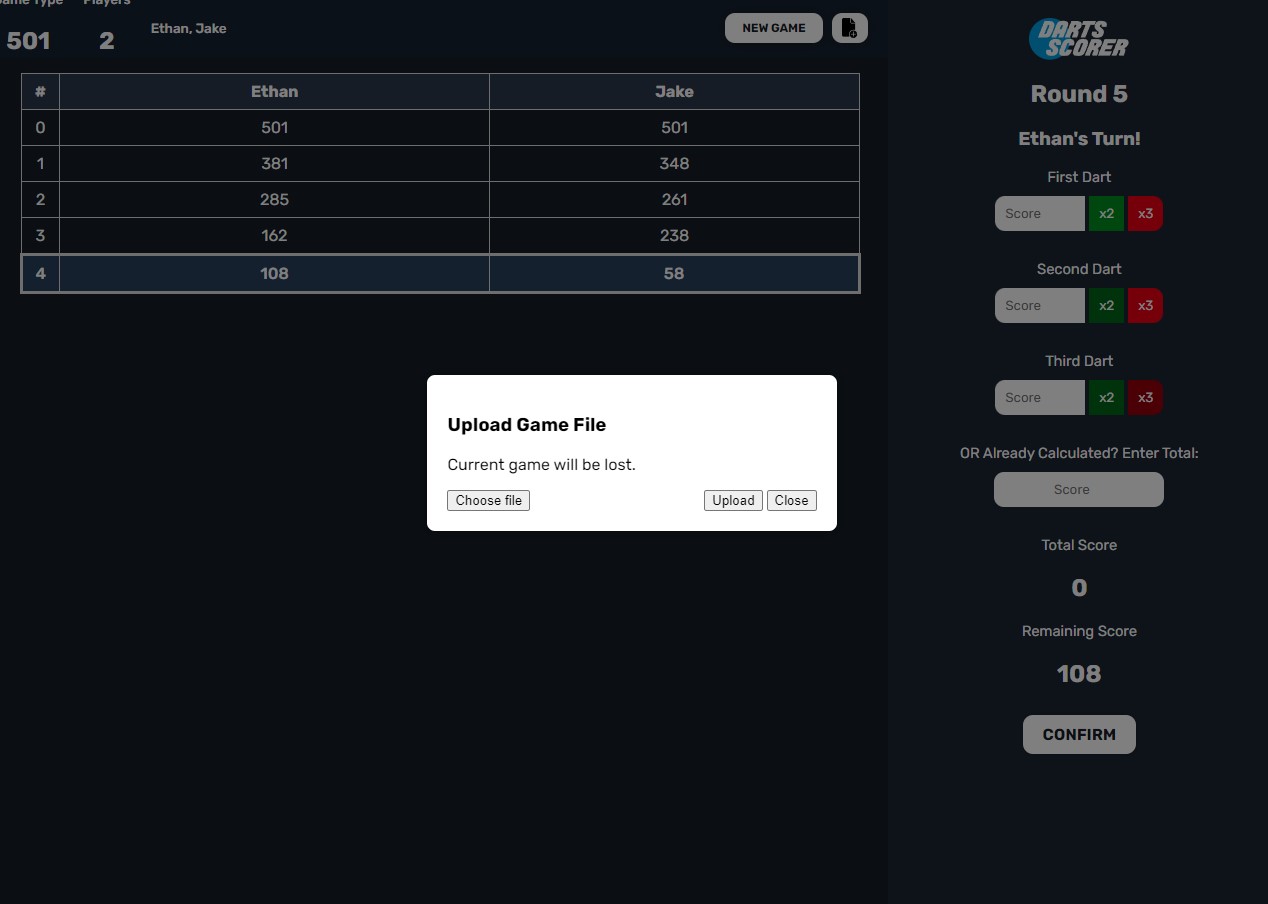 Game Type Players
501 2 Ethan, Jake NEW GAME
# Ethan Jake
0 501 501
1 381 348
2 285 261
3 162 238
4 108 58
Upload Game File
Current game will be lost.
Choose file Upload Close
DARTS
SCORER
Round 5
Ethan's Turn!
First Dart
Score x2 x3
Second Dart
Score x2 x3
Third Dart
Score x2 x3
OR Already Calculated? Enter Total:
Score
Total Score
0
Remaining Score
108
CONFIRM